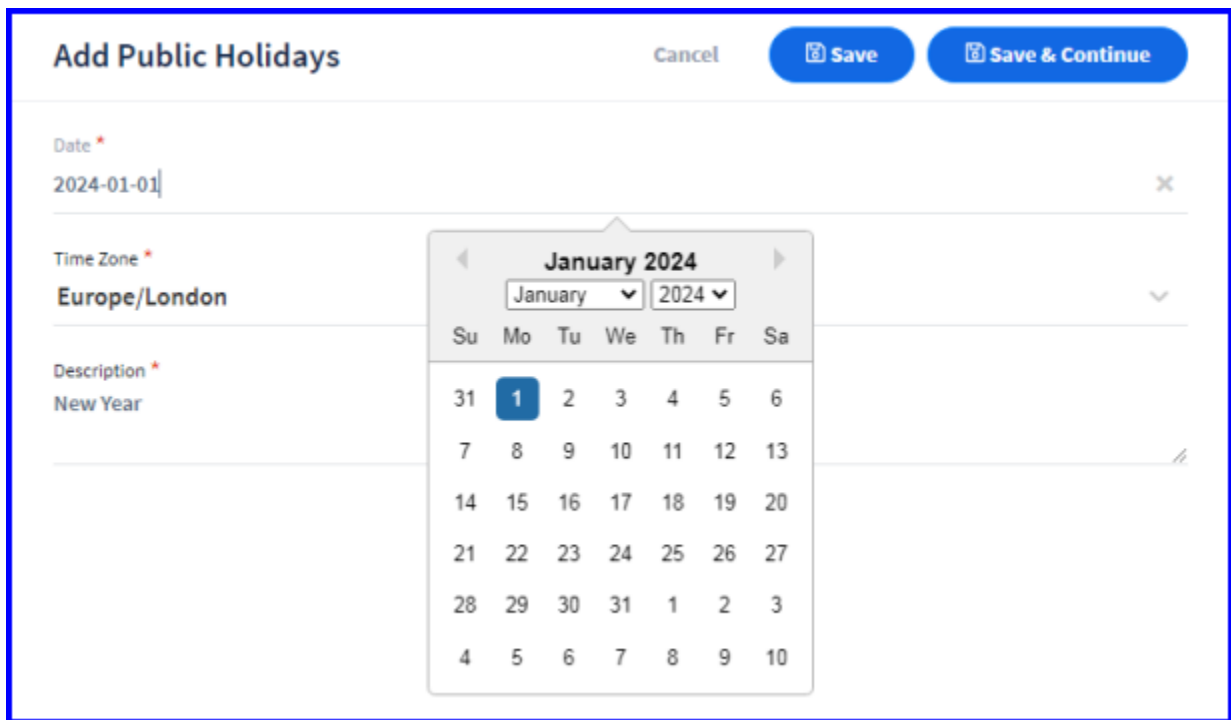 Add Public Holidays Cancel Save Save & Continue
Date *
2024-01-01
Time Zone *
Europe/London
Description *
New Year
January 2024
January 2024
Su Mo Tu We Th Fr Sa
31 1 2 3 4 5 6
7 8 9 10 11 12 13
14 15 16 17 18 19 20
21 22 23 24 25 26 27
28 29 30 31 1 2 3
4 5 6 7 8 9 10